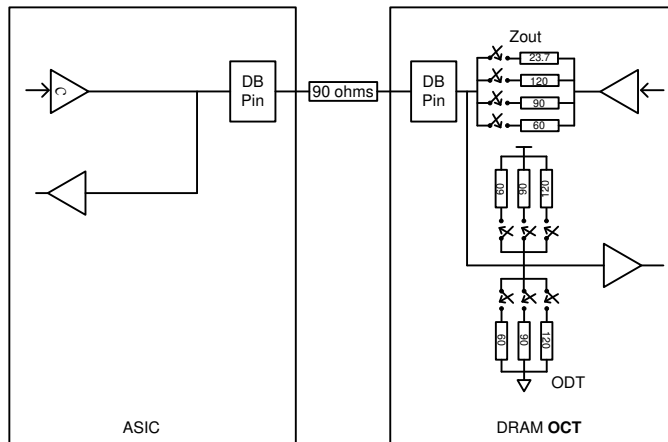 Zout
23.7
120
90
60
C
DB
Pin
90 ohms
DB
Pin
60
90
120
60
90
120
ODT
ASIC
DRAM OCT